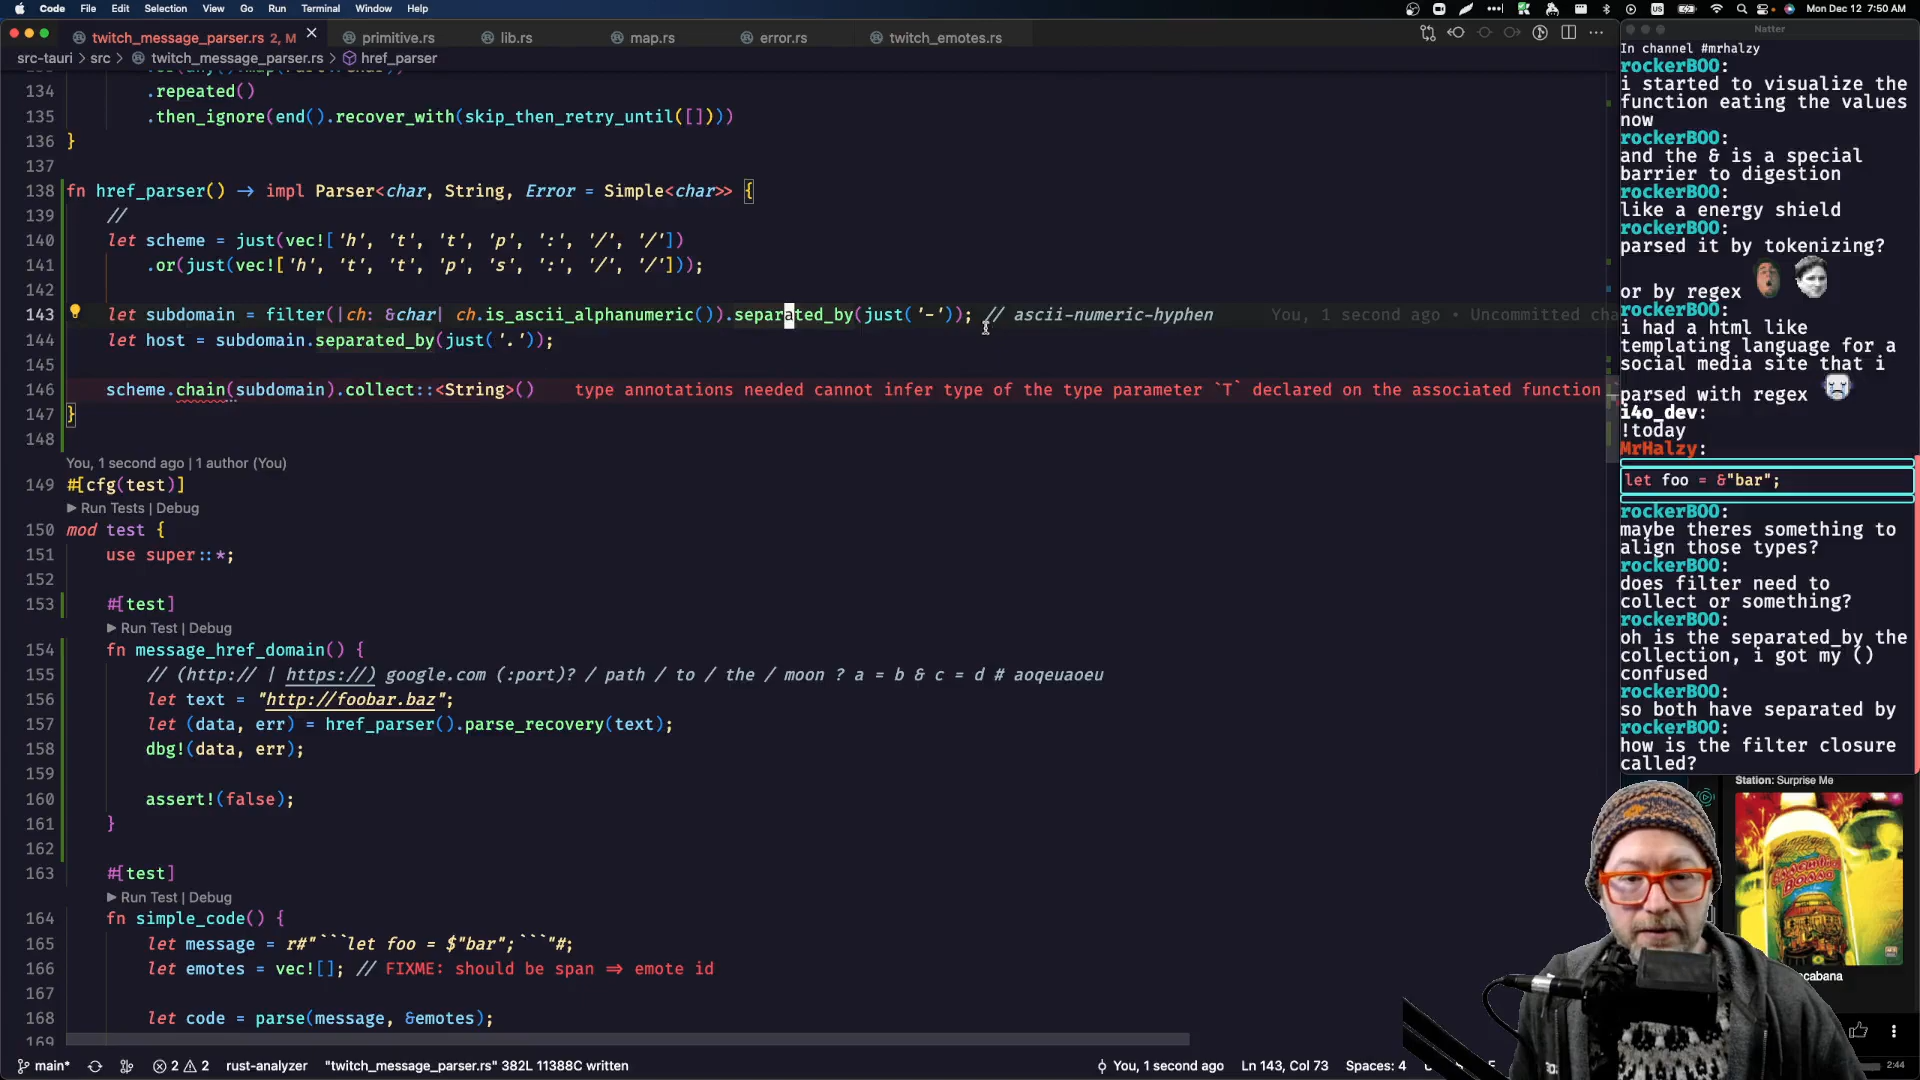 Code File Edit Selection View Go Run Terminal Window Help
US Mon Dec 12 7:50 AM
twitch_message_parser.rs 2, M primitive.rs lib.rs map.rs error.rs twitch_emotes.rs
src-tauri > src > twitch_message_parser.rs > href_parser
134 .repeated()
135 .then_ignore(end().recover_with(skip_then_retry_until([])))
136 }
137
138 fn href_parser() -> impl Parser<char, String, Error = Simple<char>> {
139 //
140 let scheme = just(vec!['h', 't', 't', 'p', ':', '/', '/'])
141 .or(just(vec!['h', 't', 't', 'p', 's', ':', '/', '/']));
142
143 let subdomain = filter(|ch: &char| ch.is_ascii_alphanumeric()).separated_by(just('-')); // ascii-numeric-hyphen You, 1 second ago • Uncommitted cha
144 let host = subdomain.separated_by(just('.'));
145
146 scheme.chain(subdomain).collect::<String>() type annotations needed cannot infer type of the type parameter `T` declared on the associated function `
147 }
148
You, 1 second ago | 1 author (You)
149 #[cfg(test)]
▶ Run Tests | Debug
150 mod test {
151 use super::*;
152
153 #[test]
▶ Run Test | Debug
154 fn message_href_domain() {
155 // (http:// | https://) google.com (:port)? / path / to / the / moon ? a = b & c = d # aoqeuaoeu
156 let text = "http://foobar.baz";
157 let (data, err) = href_parser().parse_recovery(text);
158 dbg!(data, err);
159
160 assert!(false);
161 }
162
163 #[test]
▶ Run Test | Debug
164 fn simple_code() {
165 let message = r#"```let foo = $"bar";```"#;
166 let emotes = vec![]; // FIXME: should be span => emote id
167
168 let code = parse(message, &emotes);
169
main* 2 2 rust-analyzer "twitch_message_parser.rs" 382L 11388C written You, 1 second ago Ln 143, Col 73 Spaces: 4
Natter
In channel #mrhalzy
rockerBOO:
i started to visualize the
function eating the values
now
rockerBOO:
and the & is a special
barrier to digestion
rockerBOO:
like a energy shield
rockerBOO:
parsed it by tokenizing?
or by regex
rockerBOO:
i had a html like
templating language for a
social media site that i
parsed with regex
i4o_dev:
!today
MrHalzy:
let foo = &"bar";
rockerBOO:
maybe theres something to
align those types?
rockerBOO:
does filter need to
collect or something?
rockerBOO:
oh is the separated_by the
collection, i got my ()
confused
rockerBOO:
so both have separated by
rockerBOO:
how is the filter closure
called?
Station: Surprise Me
cabana
2:44